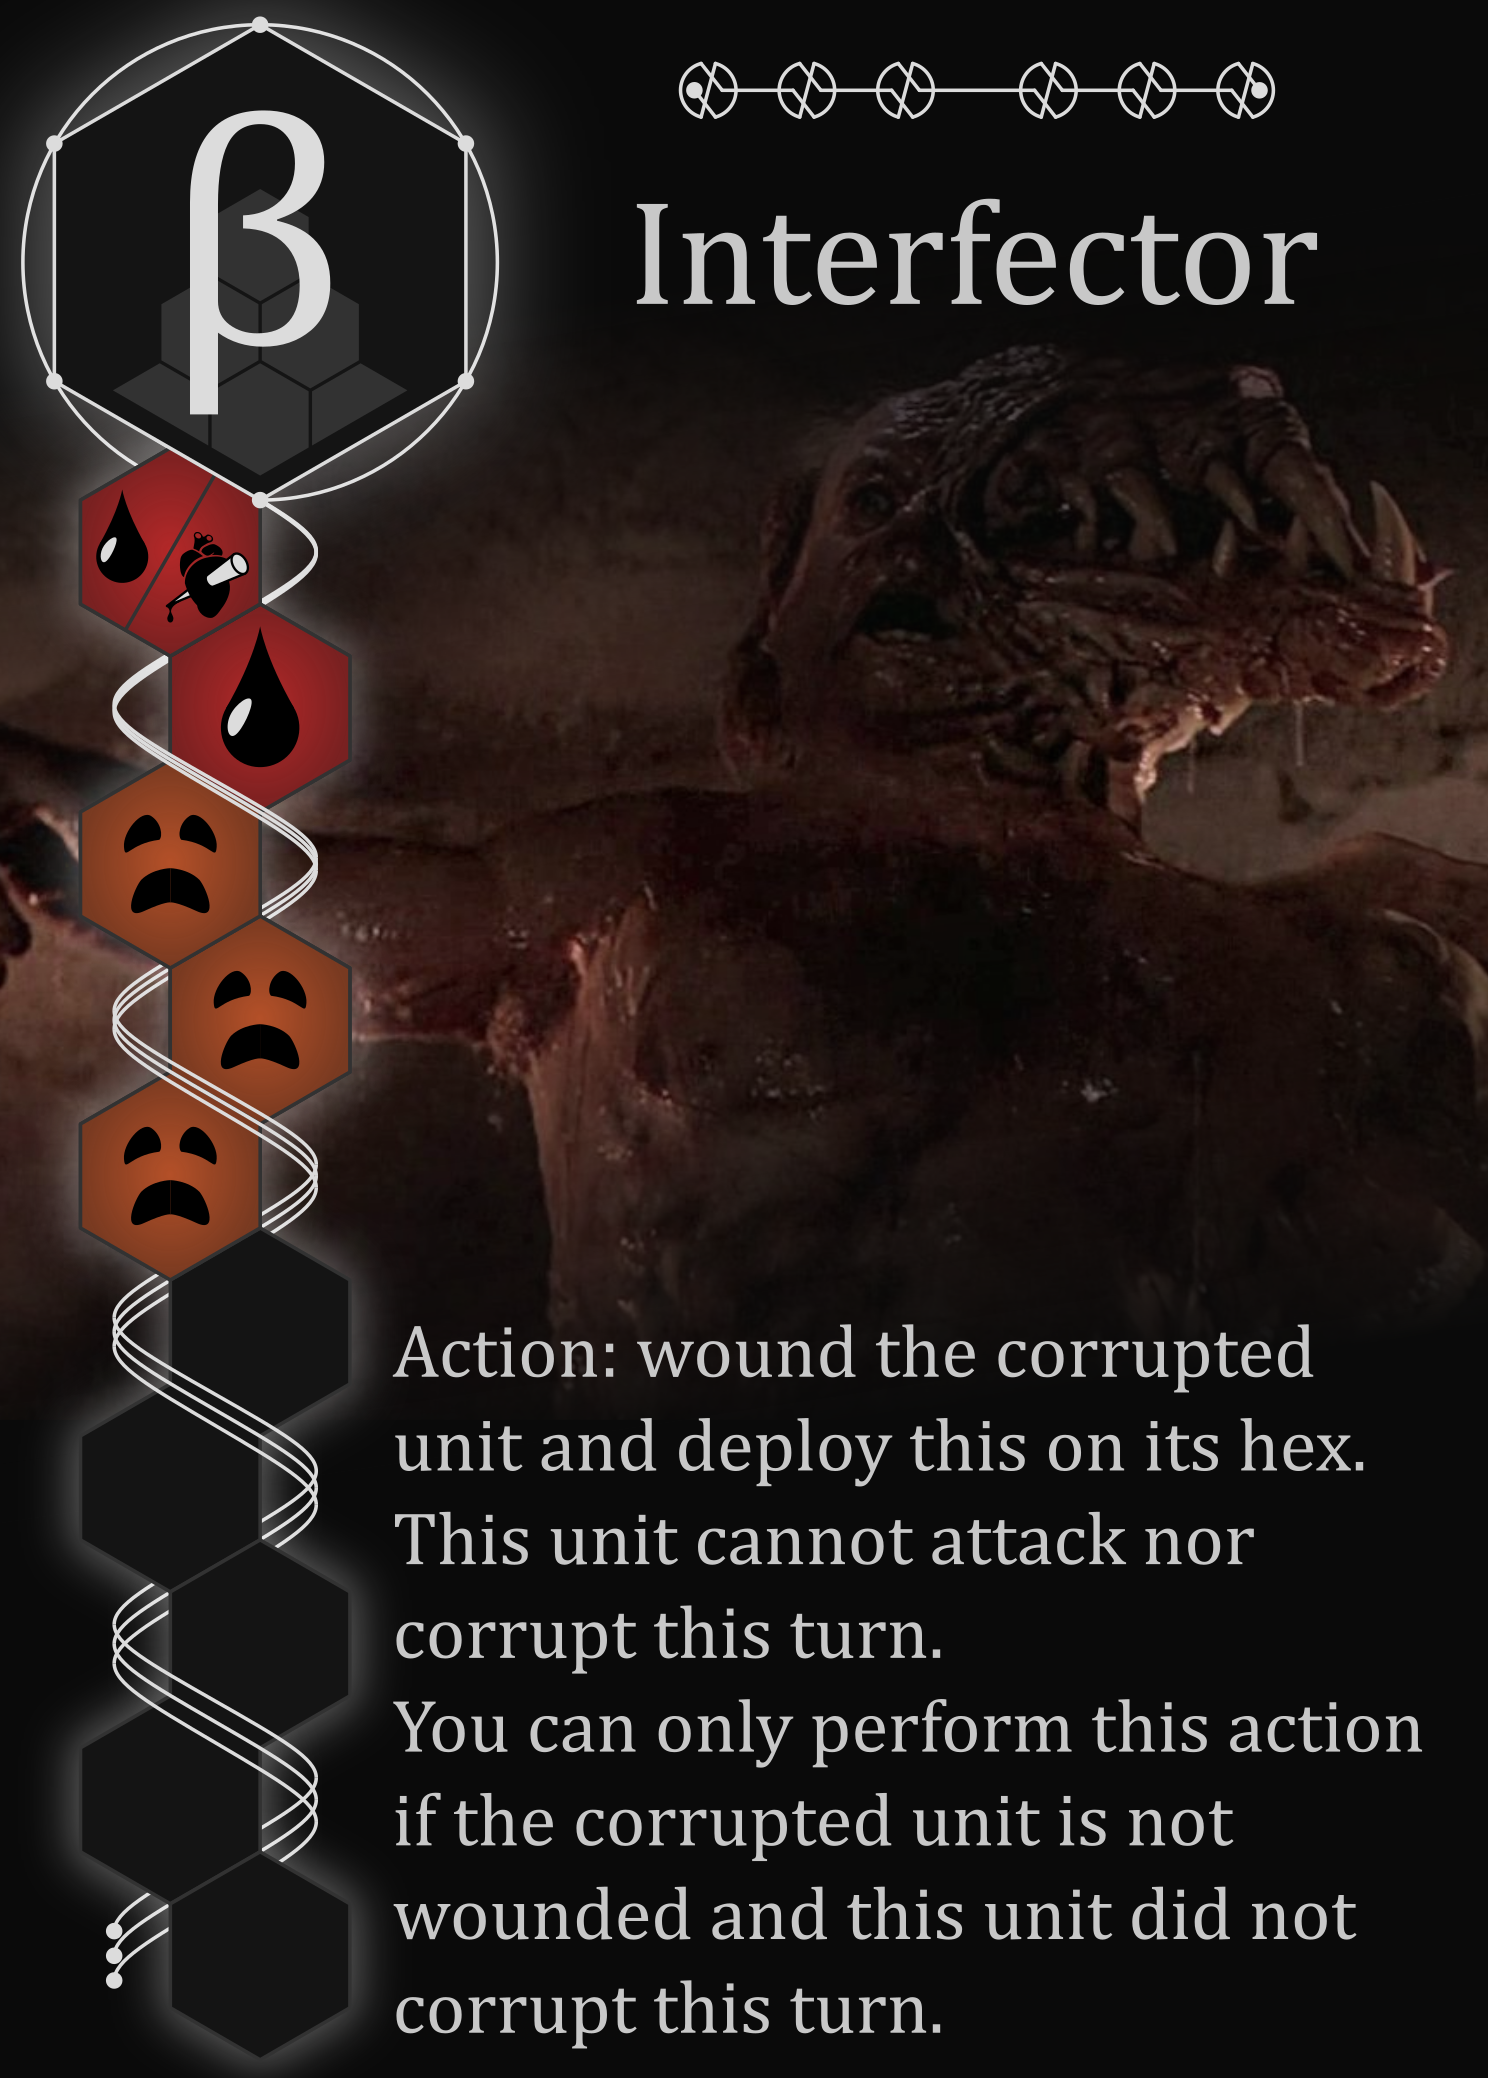 β
Interfector
Action: wound the corrupted
unit and deploy this on its hex.
This unit cannot attack nor
corrupt this turn.
You can only perform this action
if the corrupted unit is not
wounded and this unit did not
corrupt this turn.